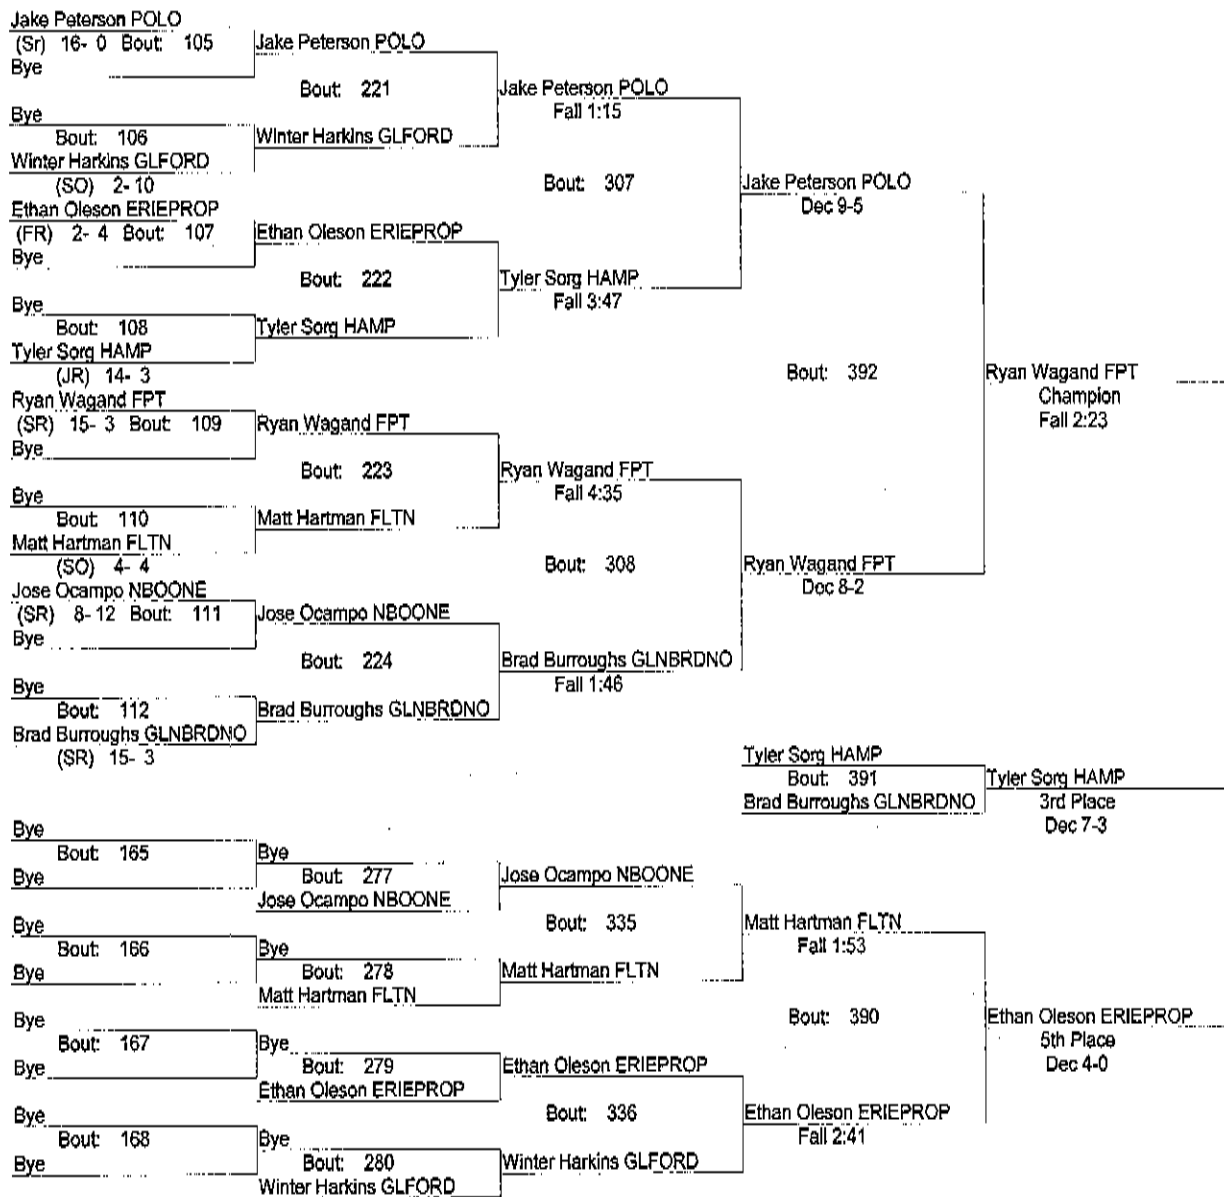 Jake Peterson POLO
(Sr) 16- 0 Bout: 105
Bye
Bye
Bout: 106
Winter Harkins GLFORD
(SO) 2- 10
Ethan Oleson ERIEPROP
(FR) 2- 4 Bout: 107
Bye
Bye
Bout: 108
Tyler Sorg HAMP
(JR) 14- 3
Ryan Wagand FPT
(SR) 15- 3 Bout: 109
Bye
Bye
Bout: 110
Matt Hartman FLTN
(SO) 4- 4
Jose Ocampo NBOONE
(SR) 8- 12 Bout: 111
Bye
Bye
Bout: 112
Brad Burroughs GLNBRDNO
(SR) 15- 3
Jake Peterson POLO
Bout: 221
Winter Harkins GLFORD
Ethan Oleson ERIEPROP
Bout: 222
Tyler Sorg HAMP
Ryan Wagand FPT
Bout: 223
Matt Hartman FLTN
Jose Ocampo NBOONE
Bout: 224
Brad Burroughs GLNBRDNO
Jake Peterson POLO
Fall 1:15
Bout: 307
Tyler Sorg HAMP
Fall 3:47
Ryan Wagand FPT
Fall 4:35
Bout: 308
Brad Burroughs GLNBRDNO
Fall 1:46
Jake Peterson POLO
Dec 9-5
Bout: 392
Ryan Wagand FPT
Dec 8-2
Ryan Wagand FPT
Champion
Fall 2:23
Tyler Sorg HAMP
Bout: 391
Brad Burroughs GLNBRDNO
Tyler Sorg HAMP
3rd Place
Dec 7-3
Bye
Bout: 165
Bye
Bye
Bout: 166
Bye
Bye
Bout: 167
Bye
Bye
Bout: 168
Bye
Bye
Bout: 277
Jose Ocampo NBOONE
Bye
Bout: 278
Matt Hartman FLTN
Bye
Bout: 279
Ethan Oleson ERIEPROP
Bye
Bout: 280
Winter Harkins GLFORD
Jose Ocampo NBOONE
Bout: 335
Matt Hartman FLTN
Ethan Oleson ERIEPROP
Bout: 336
Winter Harkins GLFORD
Matt Hartman FLTN
Fall 1:53
Bout: 390
Ethan Oleson ERIEPROP
Fall 2:41
Ethan Oleson ERIEPROP
5th Place
Dec 4-0